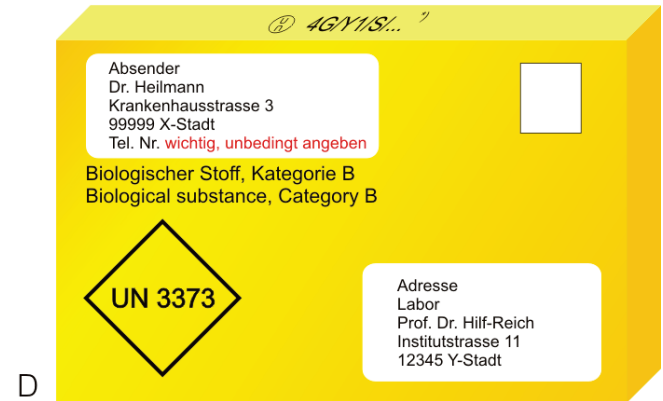 un 4G/Y1/S/... *)
Absender
Dr. Heilmann
Krankenhausstrasse 3
99999 X-Stadt
Tel. Nr. wichtig, unbedingt angeben
Biologischer Stoff, Kategorie B
Biological substance, Category B
UN 3373
Adresse
Labor
Prof. Dr. Hilf-Reich
Institutstrasse 11
12345 Y-Stadt
D